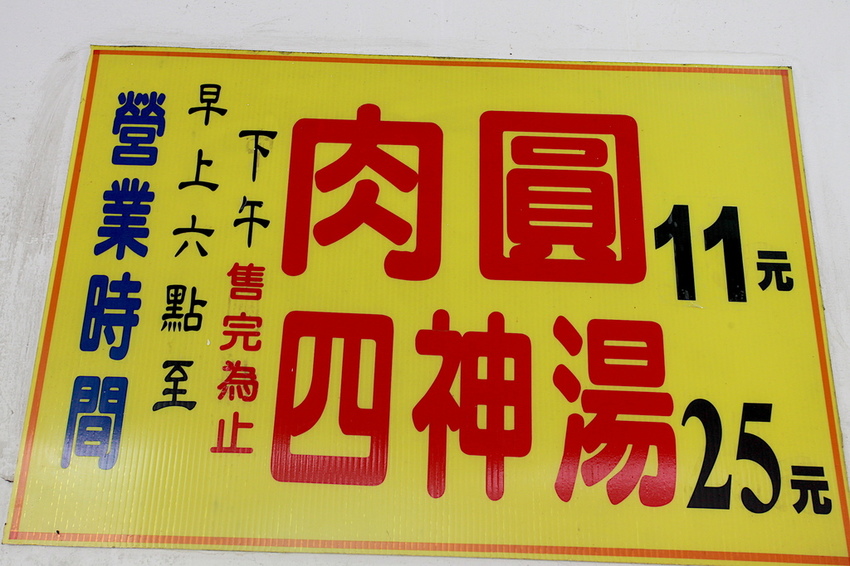 肉圓 11元
四神湯 25元
營業時間
早上六點至
下午售完為止